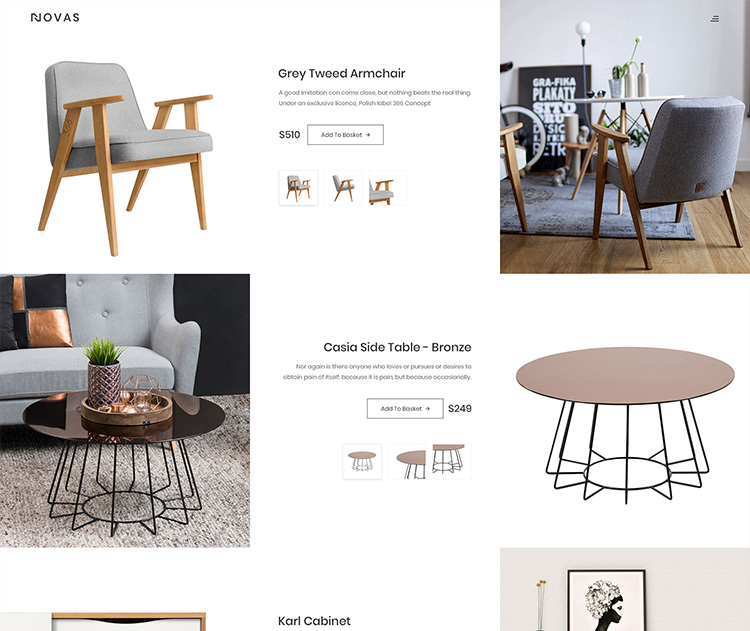 NOVAS
Grey Tweed Armchair
A good imitation can come close, but nothing beats the real thing.
Under an exclusive licence, Polish label 366 Concept
$510
Add To Basket
GRA-FIKA
PLAKATY
Casia Side Table - Bronze
Nor again is there anyone who loves or pursues or desires to
obtain pain of itself, because it is pain, but because occasionally.
Add To Basket
$249
Karl Cabinet